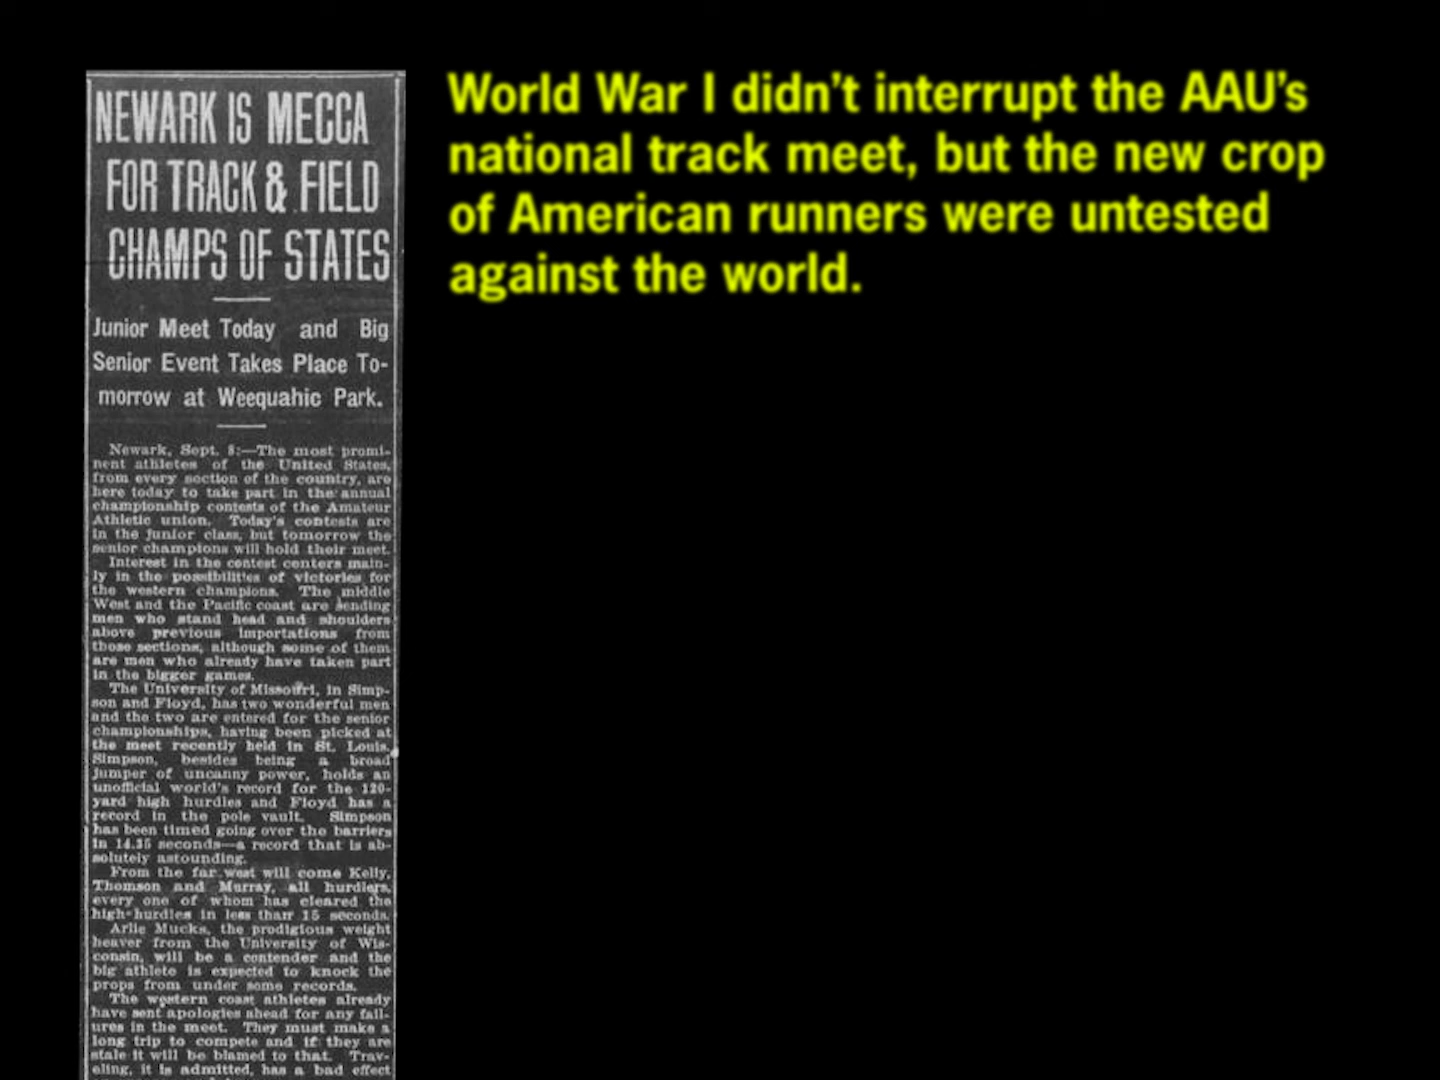 NEWARK IS MECCA
FOR TRACK & FIELD
CHAMPS OF STATES
Junior Meet Today and Big
Senior Event Takes Place To-
morrow at Weequahic Park.
Newark, Sept. 8:—The most promi-
nent athletes of the United States,
from every section of the country, are
here today to take part in the annual
championship contests of the Amateur
Athletic union. Today's contests are
in the junior class, but tomorrow the
senior champions will hold their meet.
Interest in the contest centers main-
ly in the possibilities of victories for
the western champions. The middle
West and the Pacific coast are sending
men who stand head and shoulders
above previous importations from
those sections, although some of them
are men who already have taken part
in the bigger games.
The University of Missouri, in Simp-
son and Floyd, has two wonderful men
and the two are entered for the senior
championships, having been picked at
the meet recently held in St. Louis.
Simpson, besides being a broad
jumper of uncanny power, holds an
unofficial world's record for the 120-
yard high hurdles and Floyd has a
record in the pole vault. Simpson
has been timed going over the barriers
in 14.35 seconds—a record that is ab-
solutely astounding.
From the far west will come Kelly,
Thomson and Murray, all hurdlers,
every one of whom has cleared the
high-hurdles in less than 15 seconds.
Arlie Mucks, the prodigious weight
heaver from the University of Wis-
consin, will be a contender and the
big athlete is expected to knock the
props from under some records.
The western coast athletes already
have sent apologies ahead for any fail-
ures in the meet. They must make a
long trip to compete and if they are
stale it will be blamed to that. Trav-
eling, it is admitted, has a bad effect
World War I didn't interrupt the AAU's
national track meet, but the new crop
of American runners were untested
against the world.